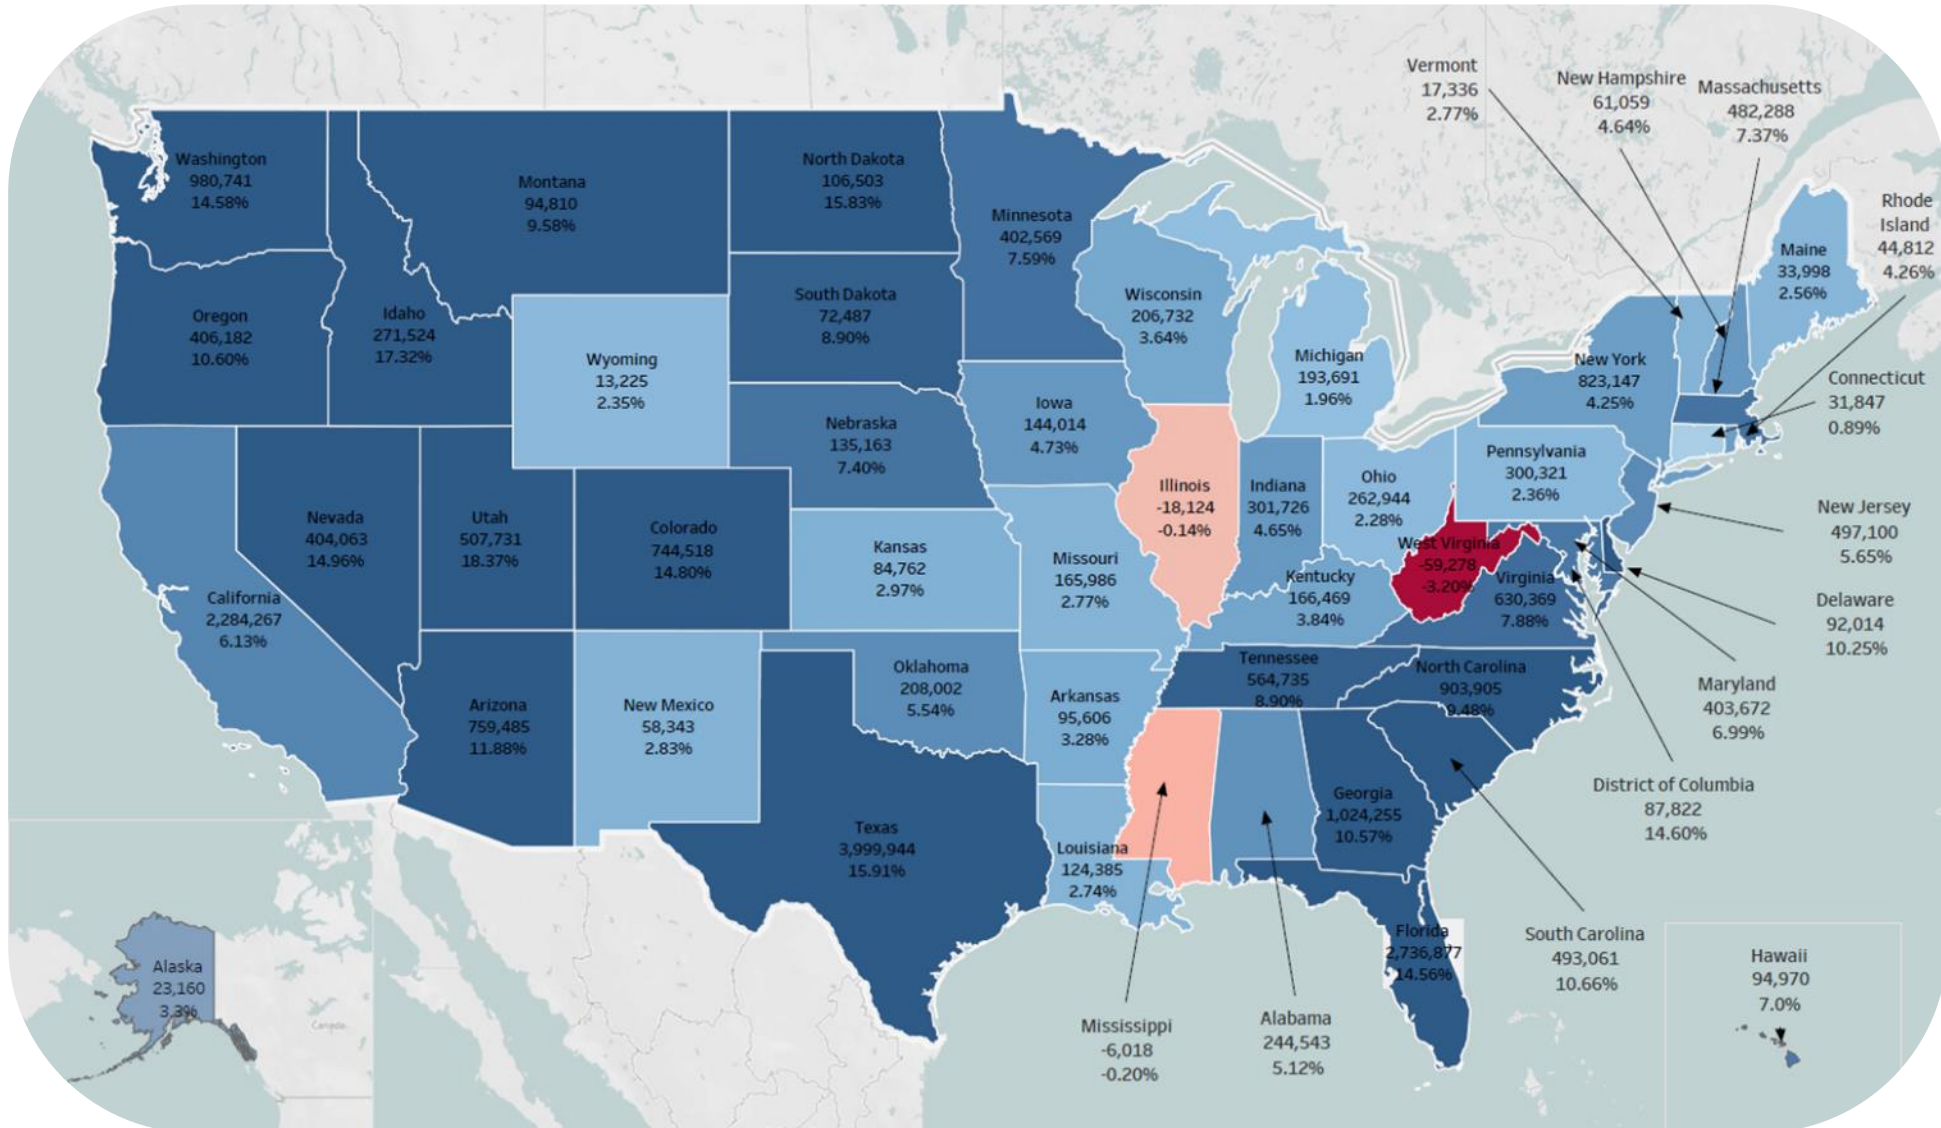 Vermont
17,336
2.77%
New Hampshire
61,059
4.64%
Massachusetts
482,288
7.37%
Washington
980,741
14.58%
Montana
94,810
9.58%
North Dakota
106,503
15.83%
Minnesota
402,569
7.59%
Rhode
Island
44,812
4.26%
Maine
33,998
2.56%
Oregon
406,182
10.60%
Idaho
271,524
17.32%
South Dakota
72,487
8.90%
Wisconsin
206,732
3.64%
Wyoming
13,225
2.35%
Michigan
193,691
1.96%
New York
823,147
4.25%
Connecticut
31,847
0.89%
Nebraska
135,163
7.40%
Iowa
144,014
4.73%
Pennsylvania
300,321
2.36%
Illinois
-18,124
-0.14%
Indiana
301,726
4.65%
Ohio
262,944
2.28%
New Jersey
497,100
5.65%
Nevada
404,063
14.96%
Utah
507,731
18.37%
Colorado
744,518
14.80%
Kansas
84,762
2.97%
Missouri
165,986
2.77%
West Virginia
-59,278
-3.20%
Kentucky
166,469
3.84%
Virginia
630,369
7.88%
Delaware
92,014
10.25%
California
2,284,267
6.13%
Oklahoma
208,002
5.54%
Tennessee
564,735
8.90%
North Carolina
903,905
9.48%
Maryland
403,672
6.99%
Arizona
759,485
11.88%
New Mexico
58,343
2.83%
Arkansas
95,606
3.28%
District of Columbia
87,822
14.60%
Georgia
1,024,255
10.57%
Texas
3,999,944
15.91%
Louisiana
124,385
2.74%
Florida
2,736,877
14.56%
South Carolina
493,061
10.66%
Hawaii
94,970
7.0%
Alaska
23,160
3.3%
Canada
Mississippi
-6,018
-0.20%
Alabama
244,543
5.12%